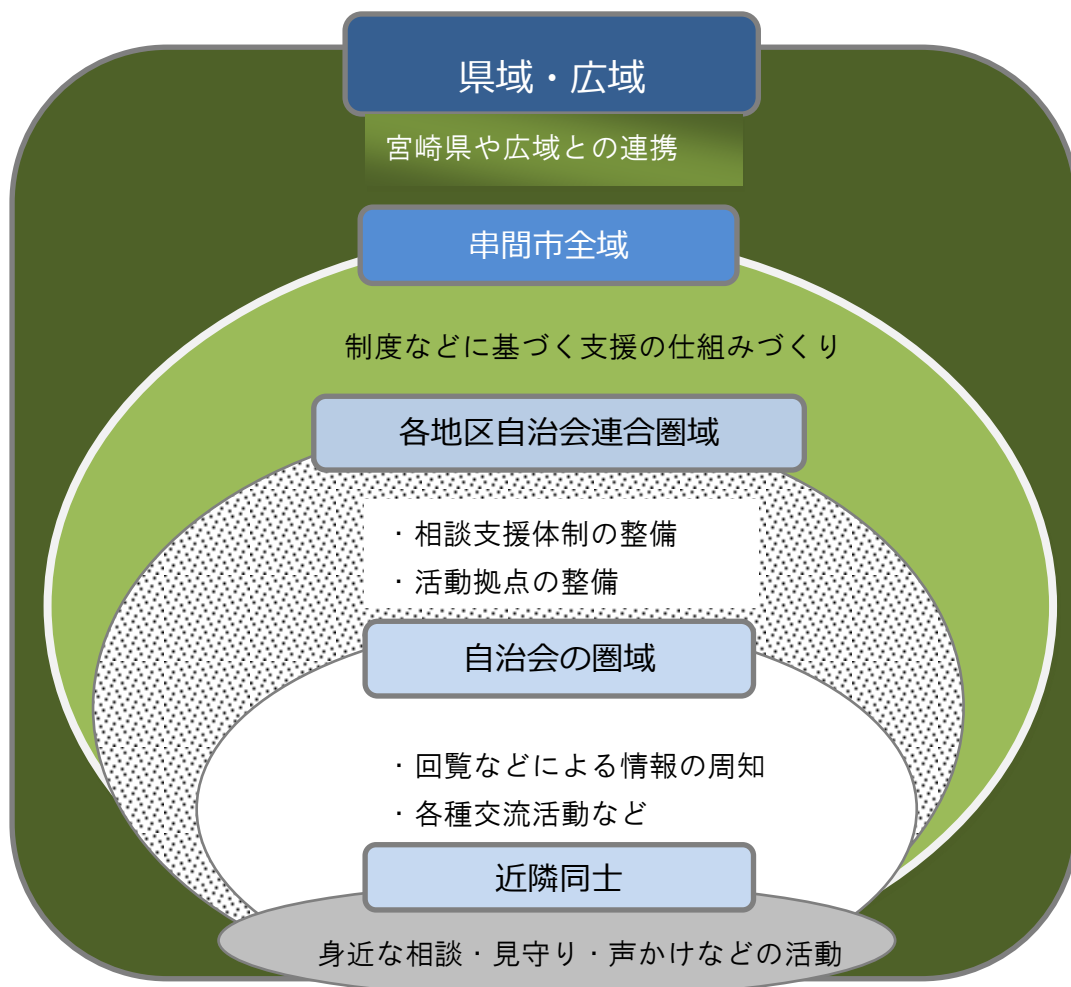 県域・広域
宮崎県や広域との連携
串間市全域
制度などに基づく支援の仕組みづくり
各地区自治会連合圏域
・相談支援体制の整備
・活動拠点の整備
自治会の圏域
・回覧などによる情報の周知
・各種交流活動など
近隣同士
身近な相談・見守り・声かけなどの活動